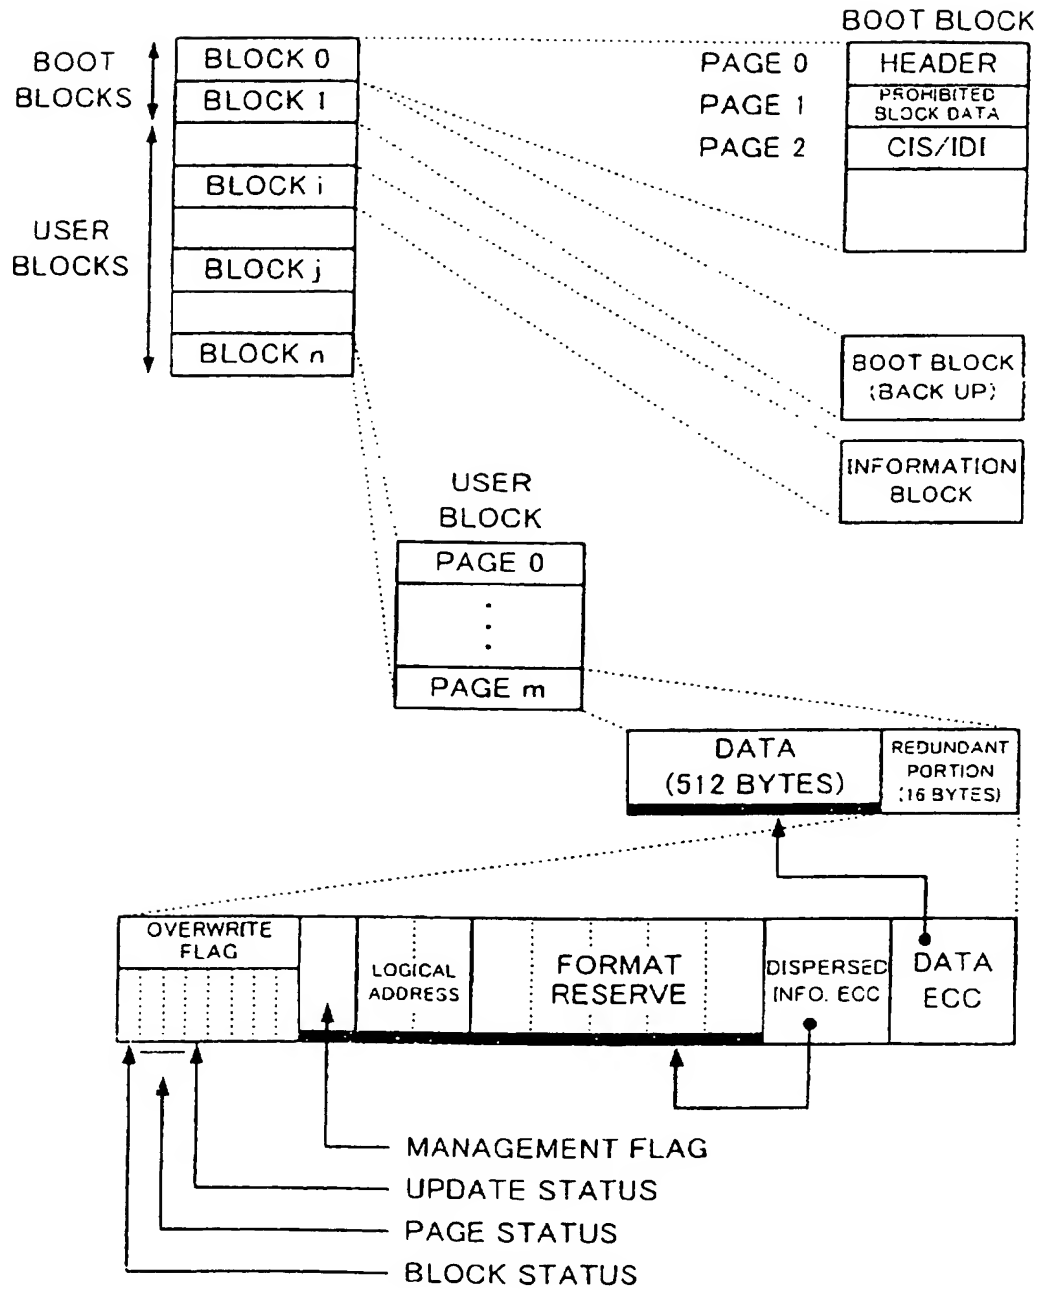 BOOT BLOCK
BOOT
BLOCKS
BLOCK 0
BLOCK 1
USER
BLOCKS
BLOCK i
BLOCK j
BLOCK n
PAGE 0
HEADER
PAGE 1
PROHIBITED
BLOCK DATA
PAGE 2
CIS/IDI
BOOT BLOCK
(BACK UP)
INFORMATION
BLOCK
USER
BLOCK
PAGE 0
PAGE m
DATA
(512 BYTES)
REDUNDANT
PORTION
(16 BYTES)
OVERWRITE
FLAG
LOGICAL
ADDRESS
FORMAT
RESERVE
DISPERSED
INFO. ECC
DATA
ECC
MANAGEMENT FLAG
UPDATE STATUS
PAGE STATUS
BLOCK STATUS